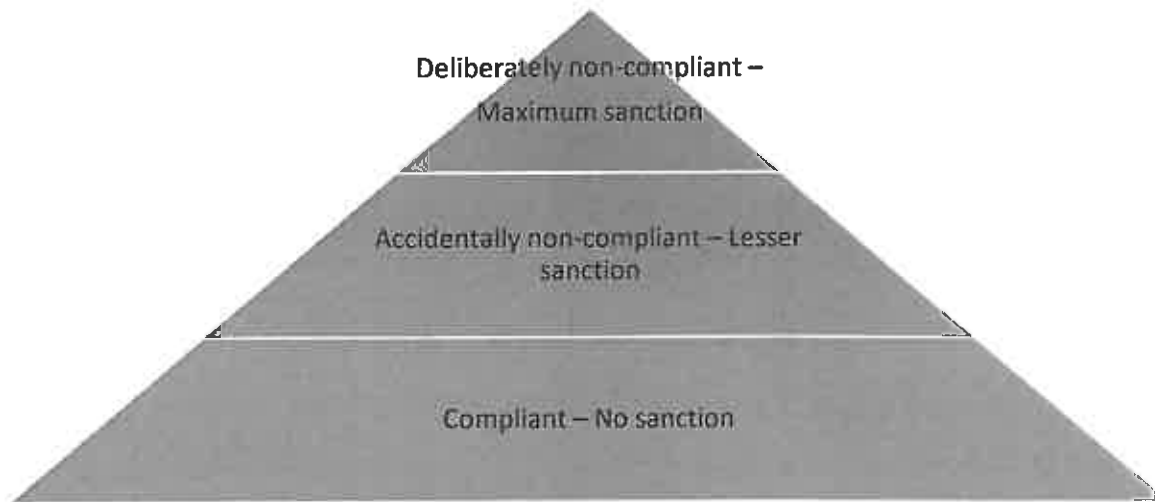 Deliberately non-compliant –
Maximum sanction
Accidentally non-compliant – Lesser
sanction
Compliant – No sanction